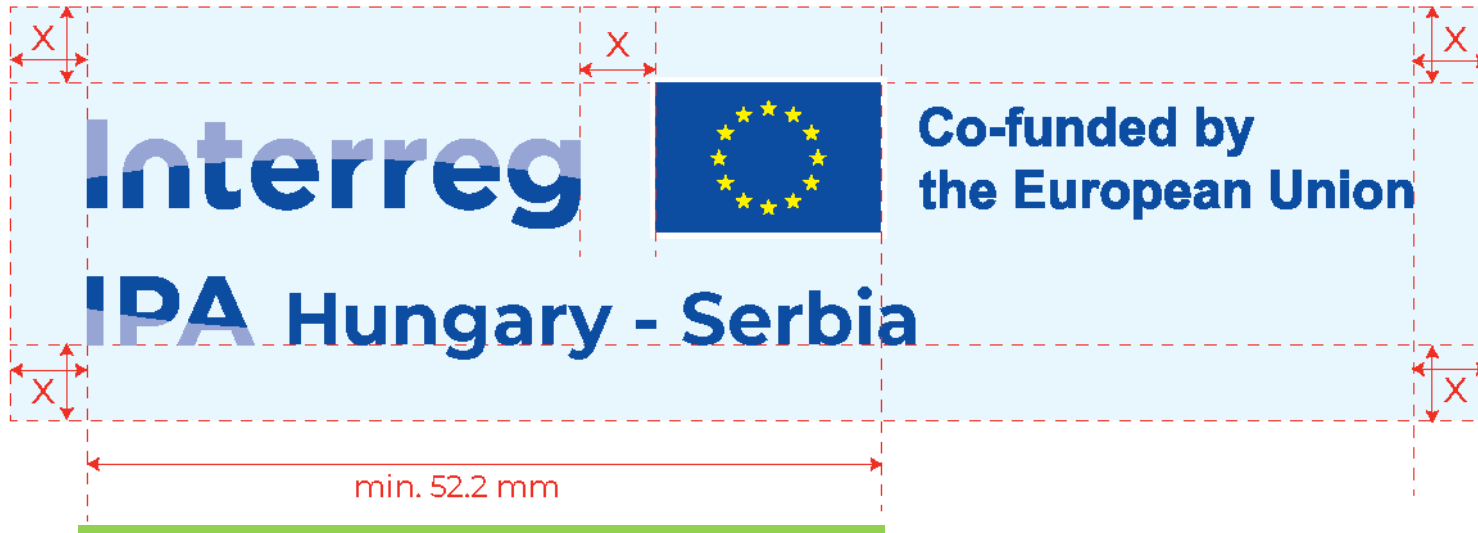 X X X
Interreg Co-funded by
the European Union
IPA Hungary - Serbia
X X
min. 52.2 mm